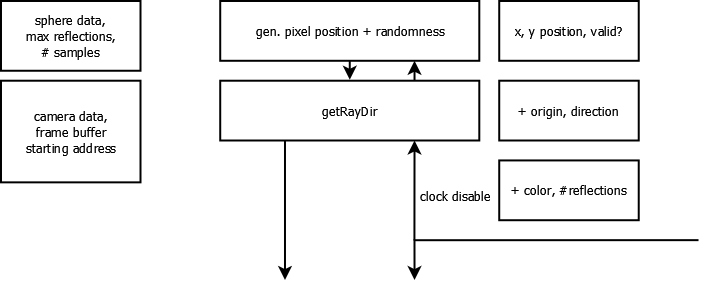 sphere data,
max reflections,
# samples
gen. pixel position + randomness
x, y position, valid?
camera data,
frame buffer
starting address
getRayDir
+ origin, direction
clock disable
+ color, #reflections